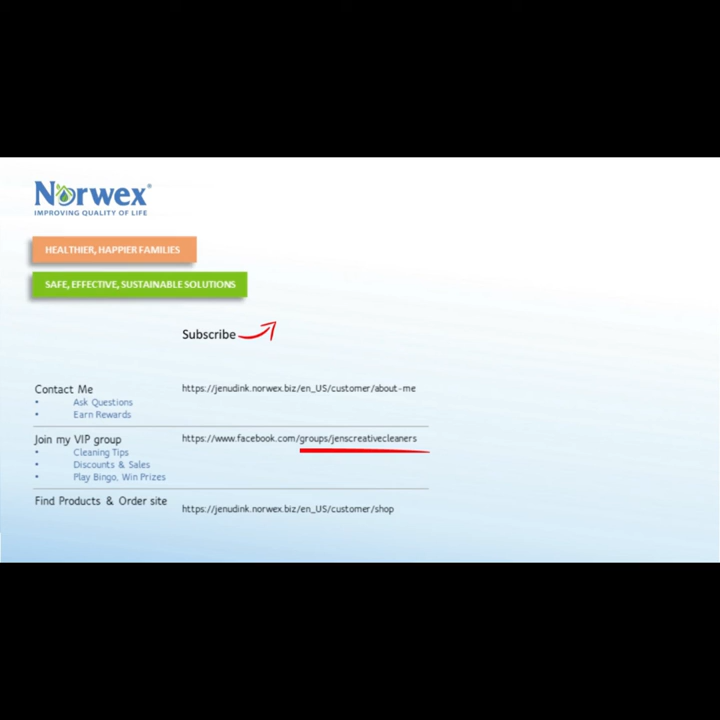 Norwex®
IMPROVING QUALITY OF LIFE
HEALTHIER, HAPPIER FAMILIES
SAFE, EFFECTIVE, SUSTAINABLE SOLUTIONS
Subscribe
Contact Me https://jenudink.norwex.biz/en_US/customer/about-me
• Ask Questions
• Earn Rewards
Join my VIP group https://www.facebook.com/groups/jenscreativecleaners
• Cleaning Tips
• Discounts & Sales
• Play Bingo, Win Prizes
Find Products & Order site
https://jenudink.norwex.biz/en_US/customer/shop